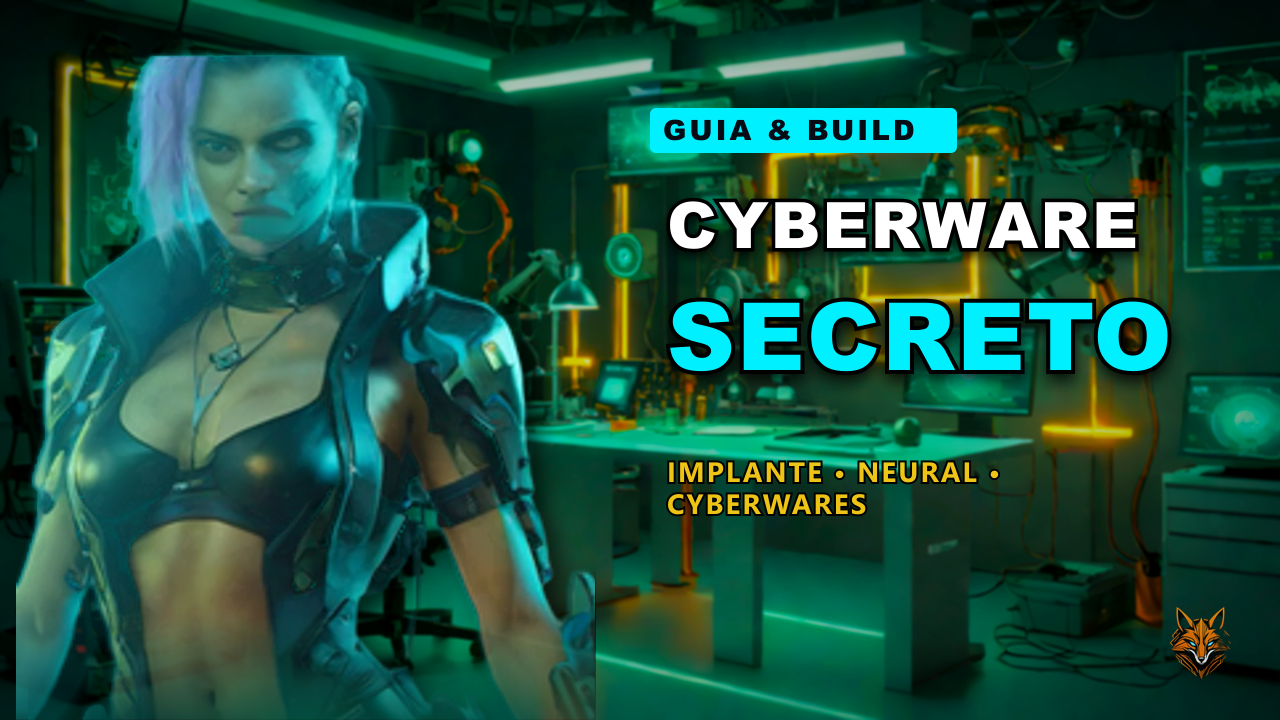 GUIA & BUILD
CYBERWARE
SECRETO
IMPLANTE • NEURAL •
CYBERWARES